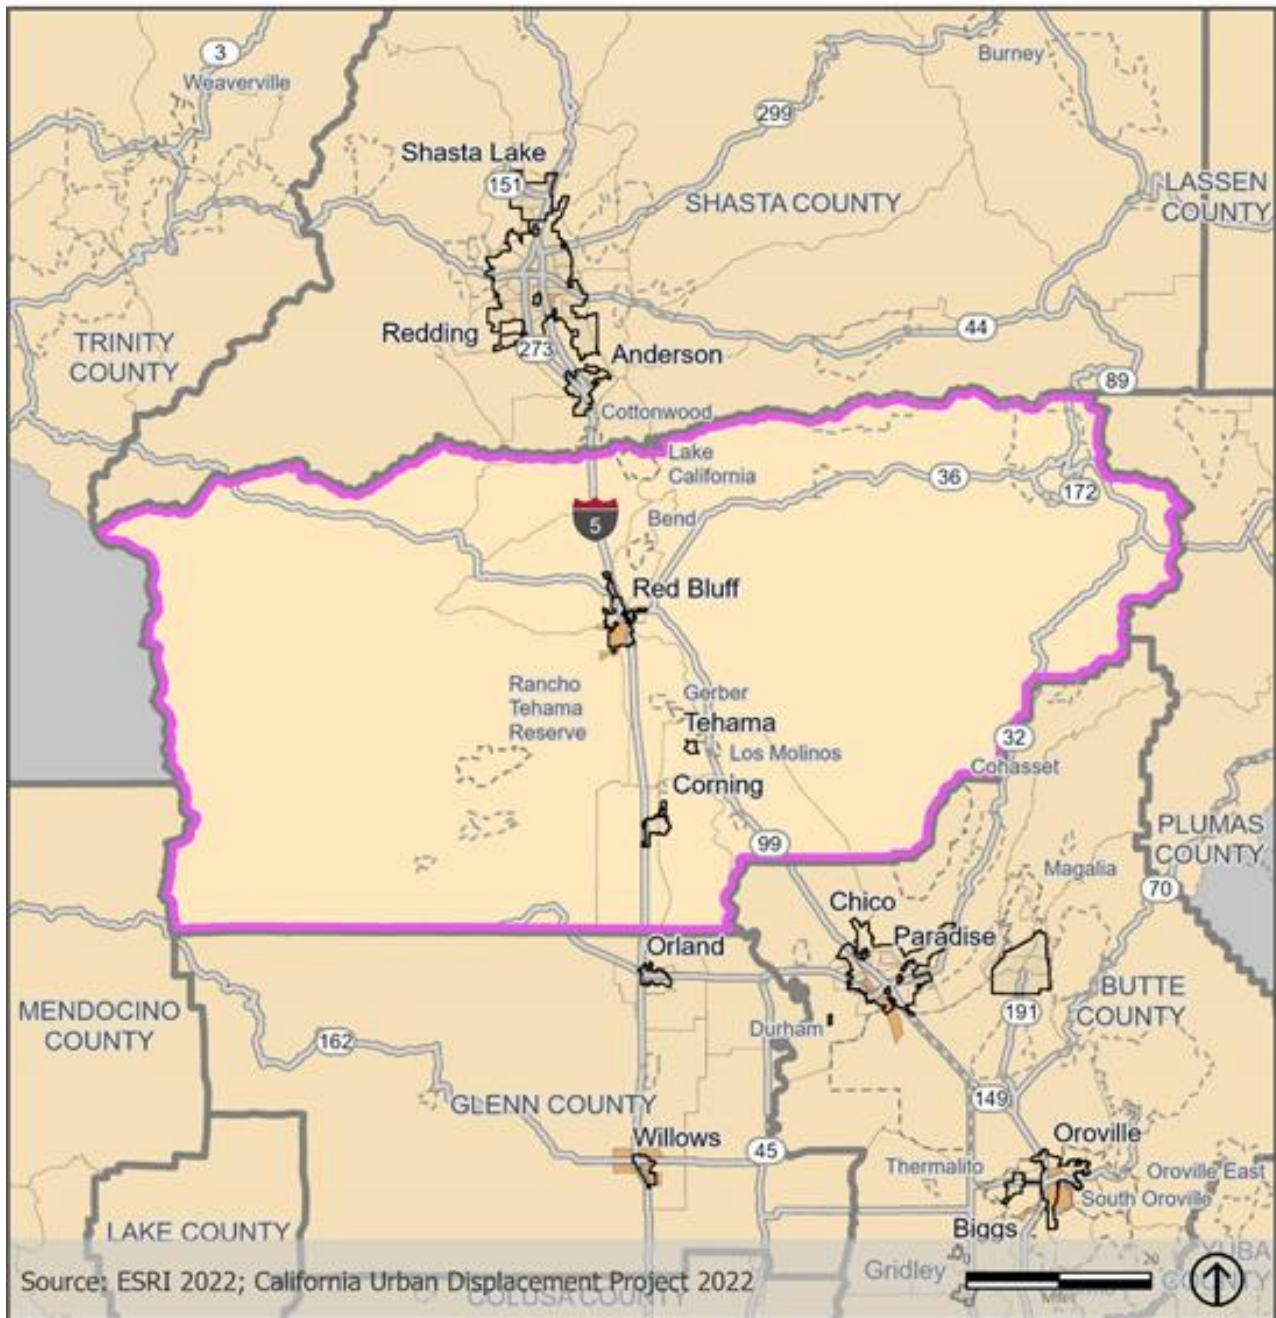 3
Weaverville
Burney
299
Shasta Lake
151
SHASTA COUNTY
LASSEN
COUNTY
TRINITY
COUNTY
Redding
273
Anderson
44
89
Cottonwood
Lake
California
36
172
5
Bend
Red Bluff
Rancho
Tehama
Reserve
Gerber
Tehama
Los Molinos
32
Cohasset
Corning
99
PLUMAS
COUNTY
Magalia
70
Chico
Paradise
Orland
MENDOCINO
COUNTY
BUTTE
COUNTY
191
Durham
162
GLENN COUNTY
149
Willows
45
Oroville
Thermalito
Oroville East
South Oroville
Biggs
LAKE COUNTY
YUBA
COUNTY
Gridley
0
20
Source: ESRI 2022; California Urban Displacement Project 2022
COLUSA COUNTY